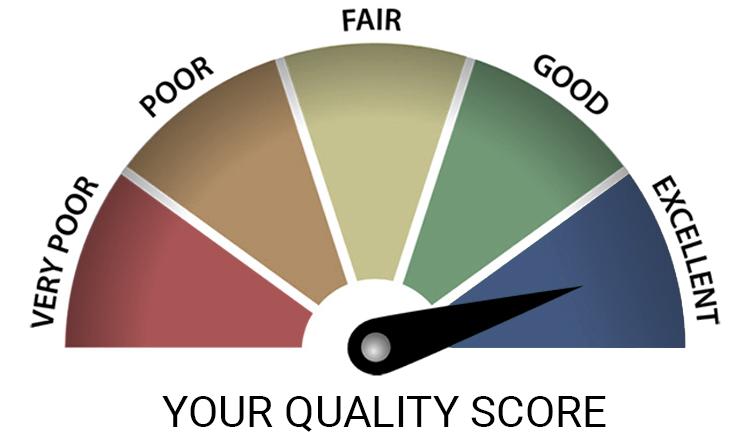 VERY POOR
POOR
FAIR
GOOD
EXCELLENT
YOUR QUALITY SCORE